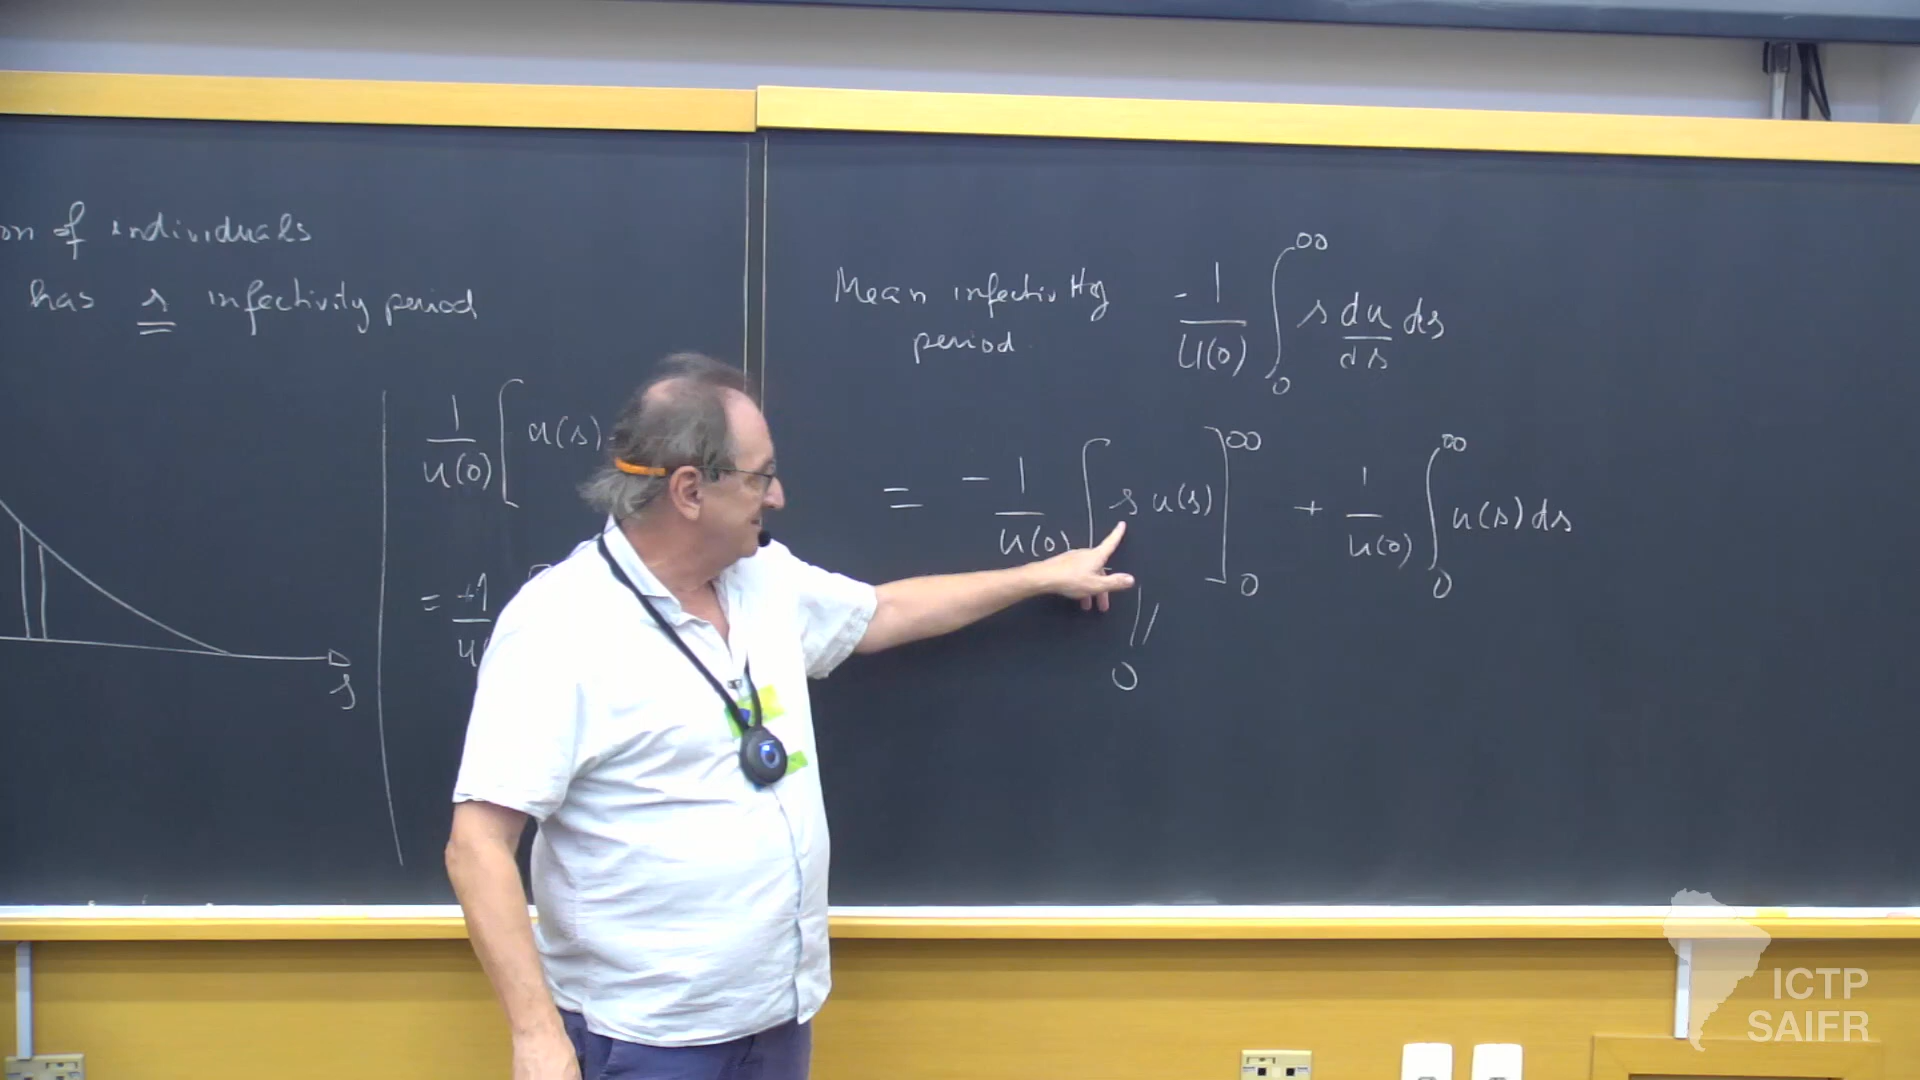 on of individuals
has s infectivity period
s
1/u(0) [ u(s)
= +1/u(
Mean infectivity
period
-1/U(0) ∫_0^∞ s du/ds ds
= -1/u(0) [ s u(s) ]_0^∞ + 1/u(0) ∫_0^∞ u(s) ds
//
0
ICTP
SAIFR